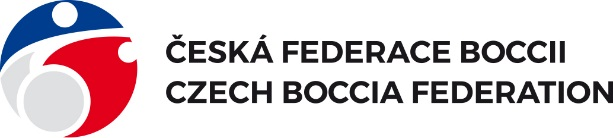 ČESKÁ FEDERACE BOCCII
CZECH BOCCIA FEDERATION